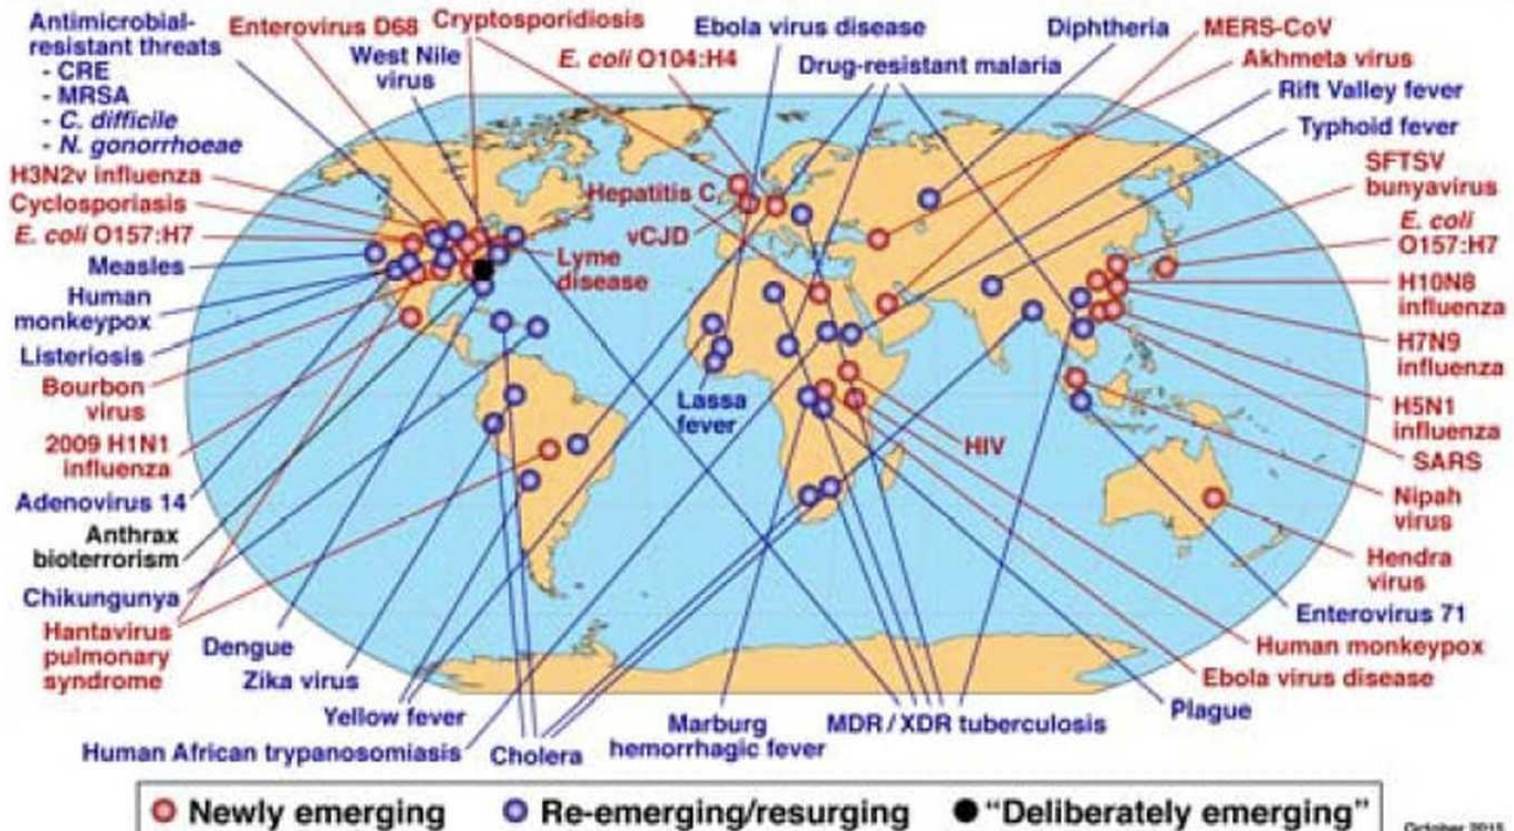 Antimicrobial-
resistant threats
- CRE
- MRSA
- C. difficile
- N. gonorrhoeae
Enterovirus D68
Cryptosporidiosis
West Nile
virus
E. coli O104:H4
Ebola virus disease
Drug-resistant malaria
Diphtheria
MERS-CoV
Akhmeta virus
Rift Valley fever
Typhoid fever
SFTSV
bunyavirus
E. coli
O157:H7
H10N8
influenza
H7N9
influenza
H5N1
influenza
SARS
Nipah
virus
Hendra
virus
Enterovirus 71
Human monkeypox
Ebola virus disease
Plague
H3N2v influenza
Cyclosporiasis
E. coli O157:H7
Measles
Human
monkeypox
Listeriosis
Bourbon
virus
2009 H1N1
influenza
Adenovirus 14
Anthrax
bioterrorism
Chikungunya
Hantavirus
pulmonary
syndrome
Dengue
Zika virus
Yellow fever
Human African trypanosomiasis
Cholera
Marburg
hemorrhagic fever
MDR/XDR tuberculosis
Hepatitis C
vCJD
Lyme
disease
Lassa
fever
HIV
Newly emerging
Re-emerging/resurging
"Deliberately emerging"
October 2015